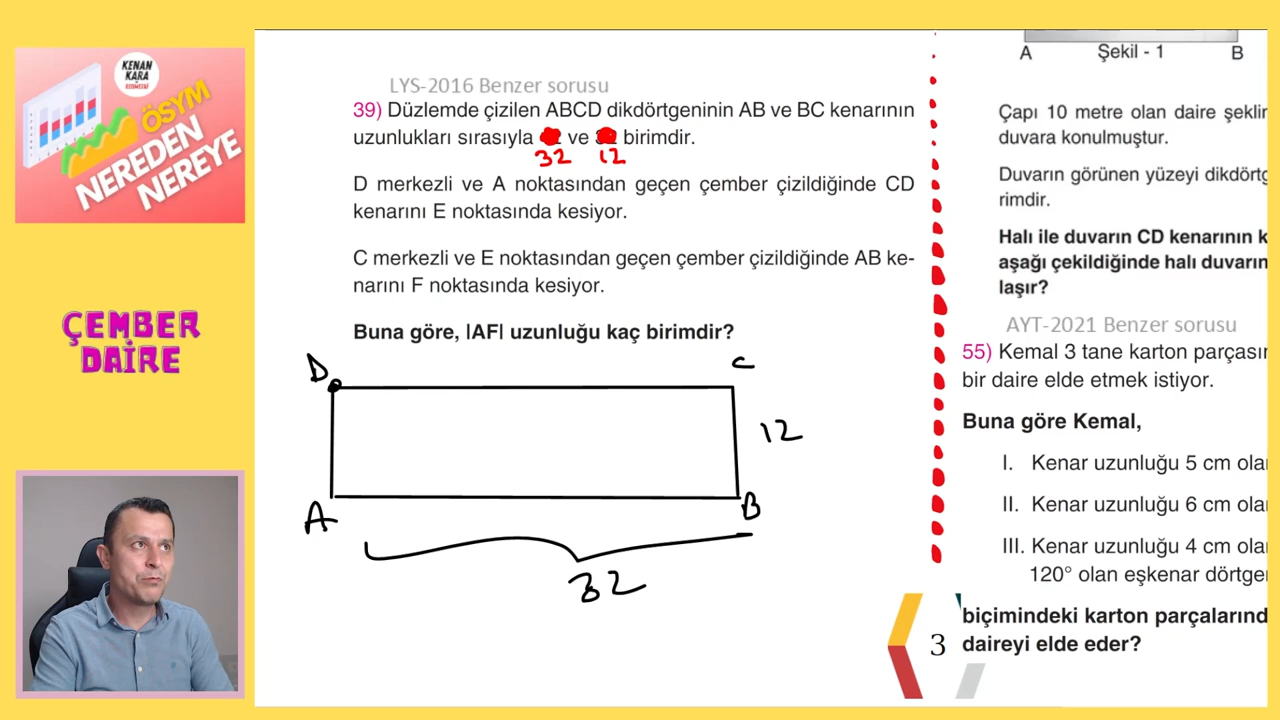 KENAN
KARA
ÖSYM
NEREDEN
NEREYE
ÇEMBER
DAİRE
LYS-2016 Benzer sorusu
39) Düzlemde çizilen ABCD dikdörtgeninin AB ve BC kenarının
uzunlukları sırasıyla ve birimdir.
32 12
D merkezli ve A noktasından geçen çember çizildiğinde CD
kenarını E noktasında kesiyor.
C merkezli ve E noktasından geçen çember çizildiğinde AB ke-
narını F noktasında kesiyor.
Buna göre, |AF| uzunluğu kaç birimdir?
D C
12
A B
32
A Şekil - 1 B
Çapı 10 metre olan daire şeklin
duvara konulmuştur.
Duvarın görünen yüzeyi dikdörtg
rimdir.
Halı ile duvarın CD kenarının k
aşağı çekildiğinde halı duvarın
laşır?
AYT-2021 Benzer sorusu
55) Kemal 3 tane karton parçasın
bir daire elde etmek istiyor.
Buna göre Kemal,
I. Kenar uzunluğu 5 cm olan
II. Kenar uzunluğu 6 cm olan
III. Kenar uzunluğu 4 cm olan
120° olan eşkenar dörtgen
biçimindeki karton parçalarınd
3 daireyi elde eder?